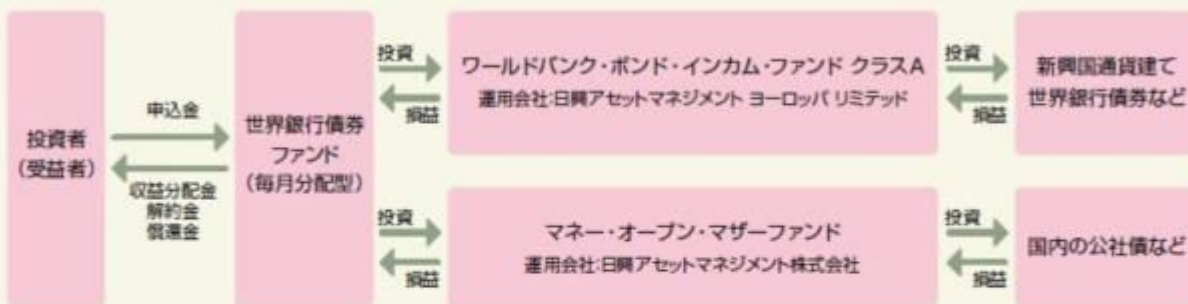 投資者
(受益者)
申込金
収益分配金
解約金
償還金
世界銀行債券
ファンド
(毎月分配型)
投資
損益
ワールドバンク・ボンド・インカム・ファンド クラスA
運用会社:日興アセットマネジメント ヨーロッパ リミテッド
投資
損益
新興国通貨建て
世界銀行債券など
投資
損益
マネー・オープン・マザーファンド
運用会社:日興アセットマネジメント株式会社
投資
損益
国内の公社債など